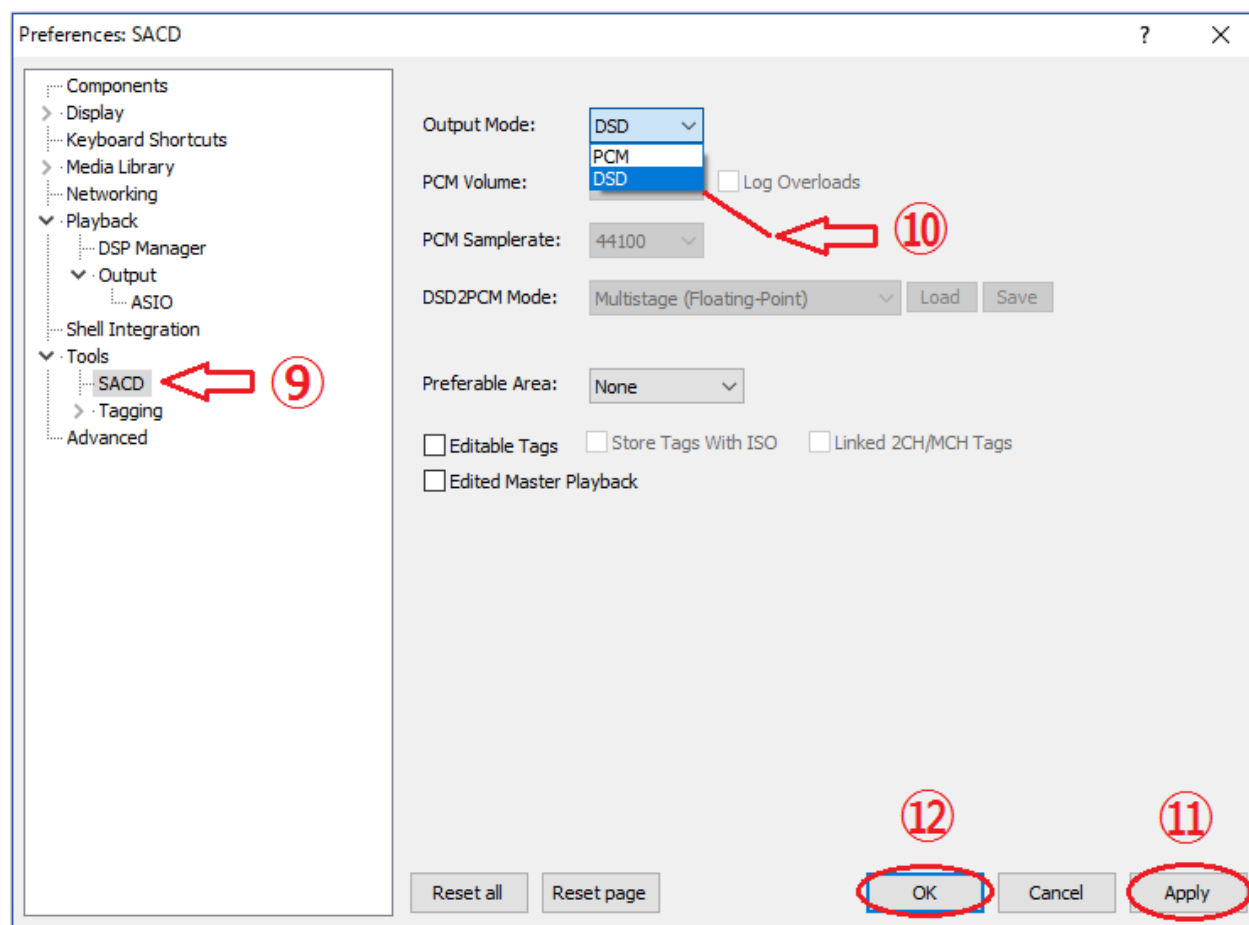 Preferences: SACD ? ×
Components
Display
Keyboard Shortcuts
Media Library
Networking
Playback
DSP Manager
Output
ASIO
Shell Integration
Tools
SACD ⑨
Tagging
Advanced
Output Mode: DSD
PCM
DSD
PCM Volume: Log Overloads
⑩
PCM Samplerate: 44100
DSD2PCM Mode: Multistage (Floating-Point) Load Save
Preferable Area: None
Editable Tags Store Tags With ISO Linked 2CH/MCH Tags
Edited Master Playback
⑫ ⑪
Reset all Reset page OK Cancel Apply